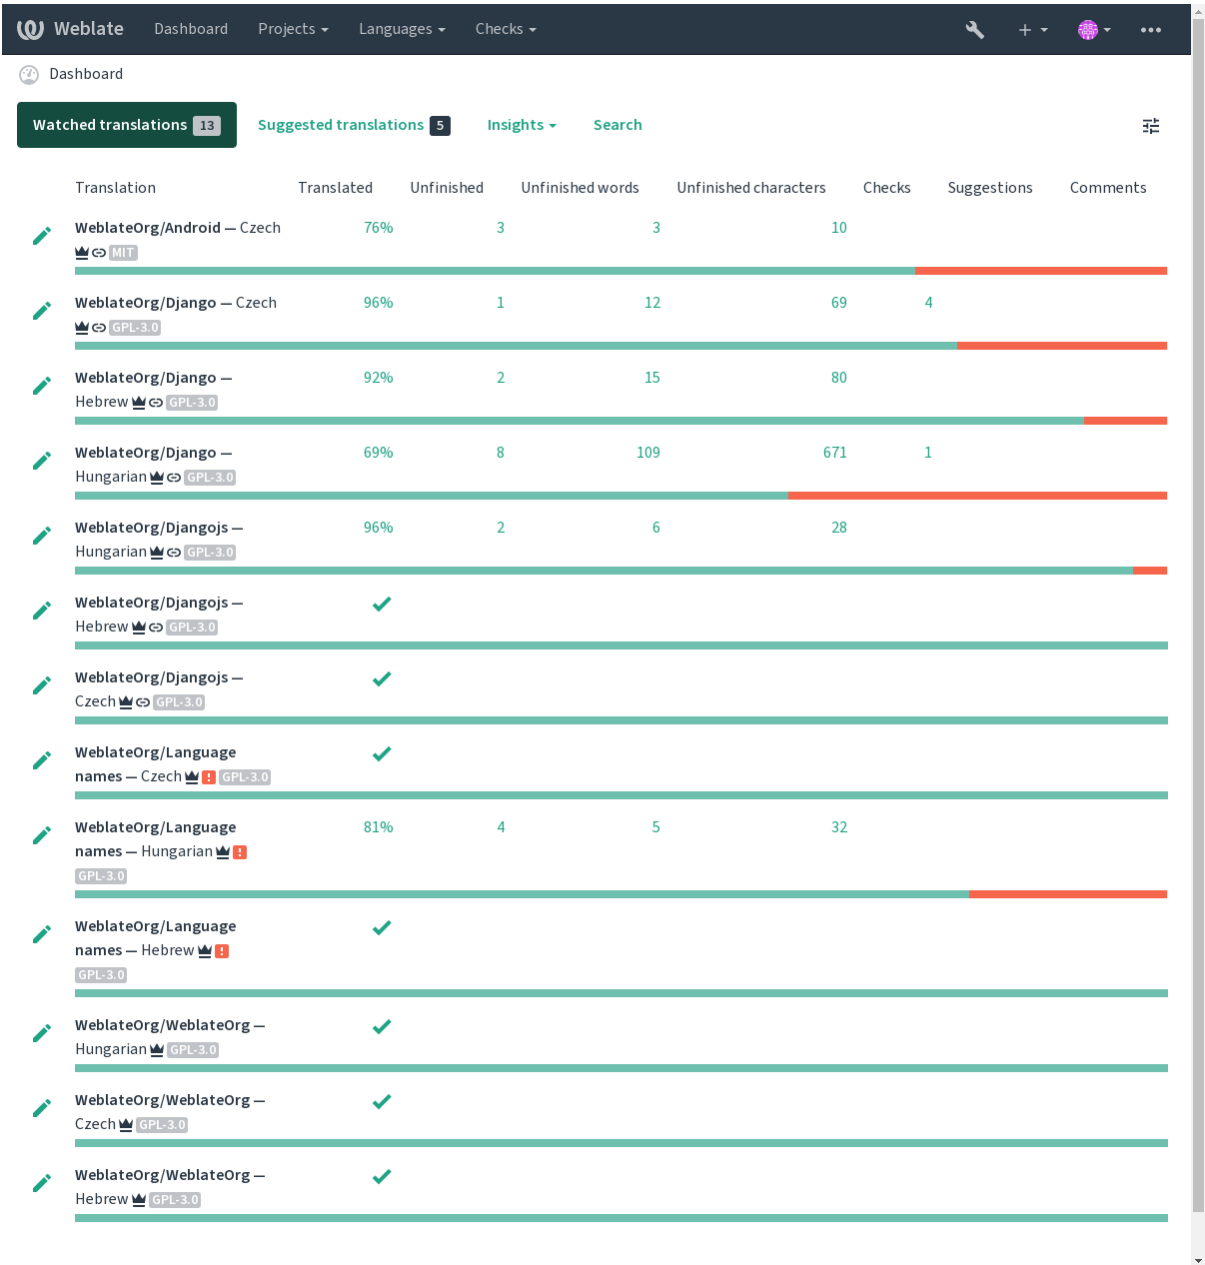 Weblate Dashboard Projects Languages Checks
Dashboard
Watched translations 13 Suggested translations 5 Insights Search
Translation Translated Unfinished Unfinished words Unfinished characters Checks Suggestions Comments
WeblateOrg/Android — Czech 76% 3 3 10
MIT
WeblateOrg/Django — Czech 96% 1 12 69 4
GPL-3.0
WeblateOrg/Django — 92% 2 15 80
Hebrew GPL-3.0
WeblateOrg/Django — 69% 8 109 671 1
Hungarian GPL-3.0
WeblateOrg/Djangojs — 96% 2 6 28
Hungarian GPL-3.0
WeblateOrg/Djangojs —
Hebrew GPL-3.0
WeblateOrg/Djangojs —
Czech GPL-3.0
WeblateOrg/Language
names — Czech GPL-3.0
WeblateOrg/Language 81% 4 5 32
names — Hungarian
GPL-3.0
WeblateOrg/Language
names — Hebrew
GPL-3.0
WeblateOrg/WeblateOrg —
Hungarian GPL-3.0
WeblateOrg/WeblateOrg —
Czech GPL-3.0
WeblateOrg/WeblateOrg —
Hebrew GPL-3.0